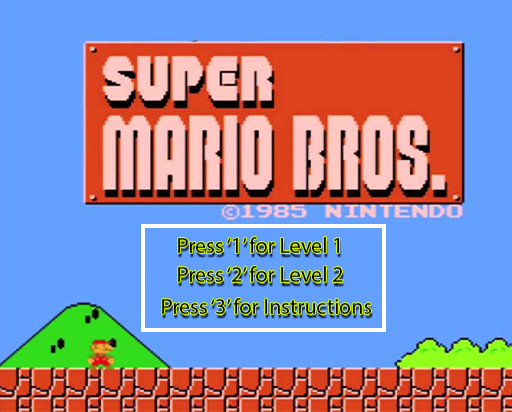 SUPER
MARIO BROS.
©1985 NINTENDO
Press '1' for Level 1
Press '2' for Level 2
Press '3' for Instructions